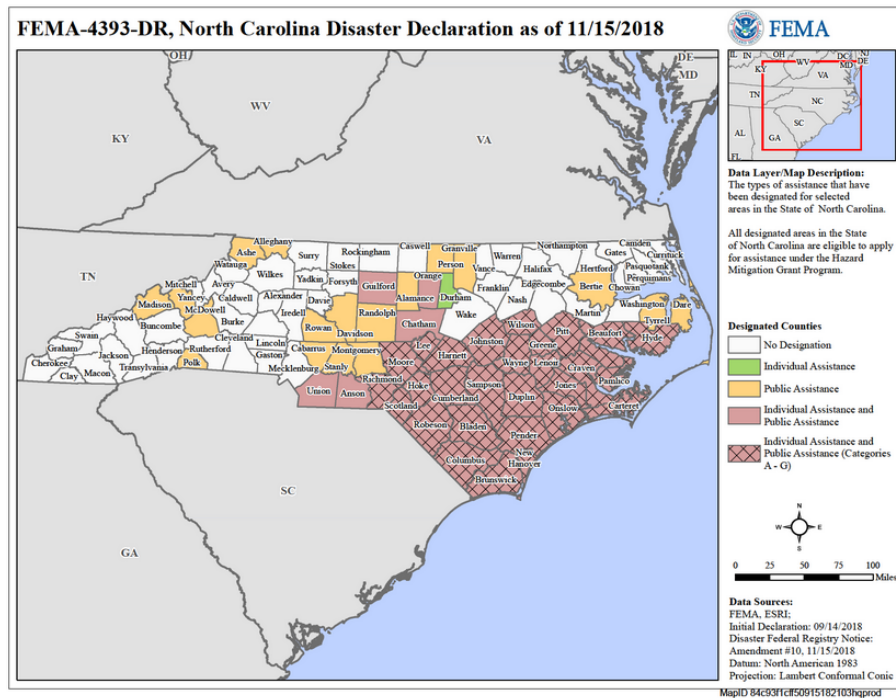 FEMA-4393-DR, North Carolina Disaster Declaration as of 11/15/2018
FEMA
OH
WV
KY
VA
DE
MD
TN
SC
GA
IL
IN
OH
WV
DC
NJ
MD
DE
KY
VA
TN
NC
SC
AL
GA
FL
Alleghany
Ashe
Surry
Stokes
Rockingham
Caswell
Person
Granville
Vance
Warren
Northampton
Gates
Camden
Currituck
Pasquotank
Perquimans
Chowan
Hertford
Halifax
Bertie
Watauga
Wilkes
Yadkin
Forsyth
Guilford
Alamance
Orange
Durham
Franklin
Nash
Edgecombe
Martin
Washington
Tyrrell
Dare
Mitchell
Avery
Yancey
Madison
Caldwell
Alexander
Iredell
Davie
Davidson
Randolph
Chatham
Wake
Wilson
Pitt
Beaufort
Hyde
McDowell
Burke
Buncombe
Haywood
Swain
Graham
Cherokee
Clay
Macon
Jackson
Transylvania
Henderson
Polk
Rutherford
Cleveland
Lincoln
Gaston
Mecklenburg
Cabarrus
Rowan
Stanly
Montgomery
Moore
Lee
Harnett
Johnston
Wayne
Greene
Lenoir
Craven
Pamlico
Jones
Carteret
Onslow
Duplin
Sampson
Cumberland
Hoke
Richmond
Scotland
Anson
Union
Robeson
Bladen
Pender
New
Hanover
Columbus
Brunswick
Data Layer/Map Description:
The types of assistance that have
been designated for selected
areas in the State of North Carolina.
All designated areas in the State
of North Carolina are eligible to apply
for assistance under the Hazard
Mitigation Grant Program.
Designated Counties
No Designation
Individual Assistance
Public Assistance
Individual Assistance and
Public Assistance
Individual Assistance and
Public Assistance (Categories
A - G)
N
W
E
S
0 25 50 100
Miles
Data Sources:
FEMA, ESRI;
Initial Declaration: 09/14/2018
Disaster Federal Registry Notice:
Amendment #10, 11/15/2018
Datum: North American 1983
Projection: Lambert Conformal Conic
MapID 84c93f1cff50915182103hqprod